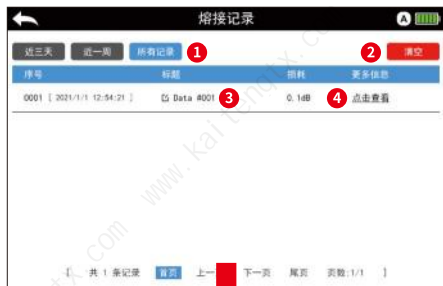 熔接记录 A
近三天 近一周 所有记录 1 2 清空
序号 标题 损耗 更多信息
0001 [ 2021/1/1 12:54:21 ] Data #001 3 0.1dB 4 点击查看
www.kaitengtx.com
[ 共 1 条记录 首页 上一 下一页 尾页 页数:1/1 ]